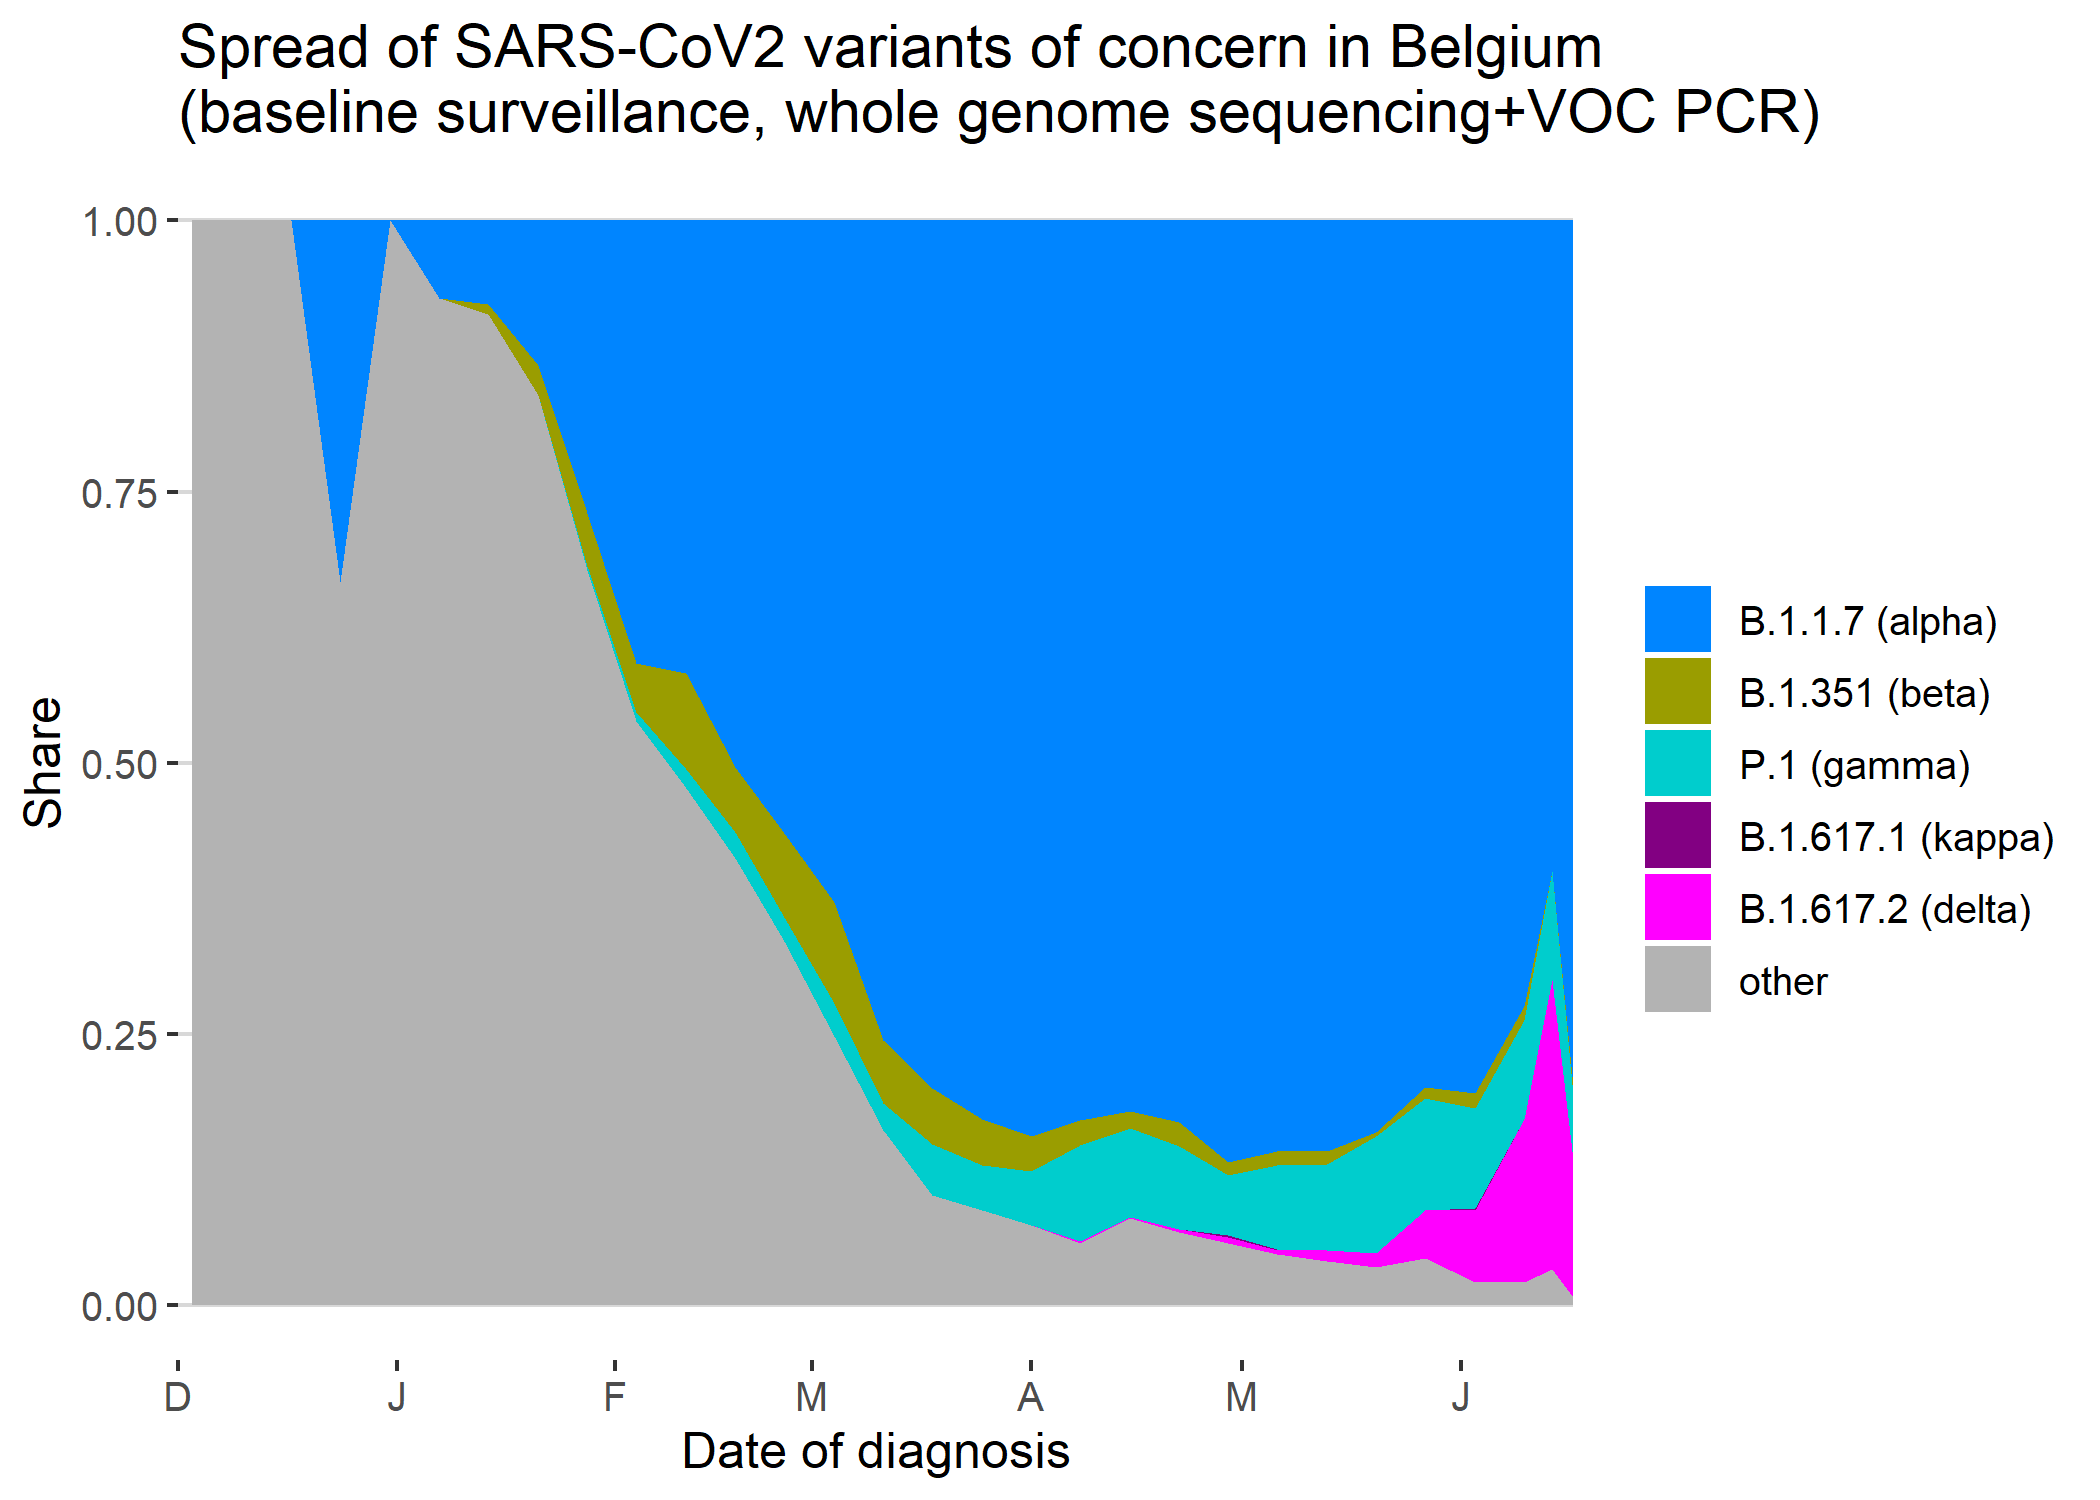 Spread of SARS-CoV2 variants of concern in Belgium
(baseline surveillance, whole genome sequencing+VOC PCR)
1.00
0.75
0.50
0.25
0.00
Share
D J F M A M J
Date of diagnosis
B.1.1.7 (alpha)
B.1.351 (beta)
P.1 (gamma)
B.1.617.1 (kappa)
B.1.617.2 (delta)
other